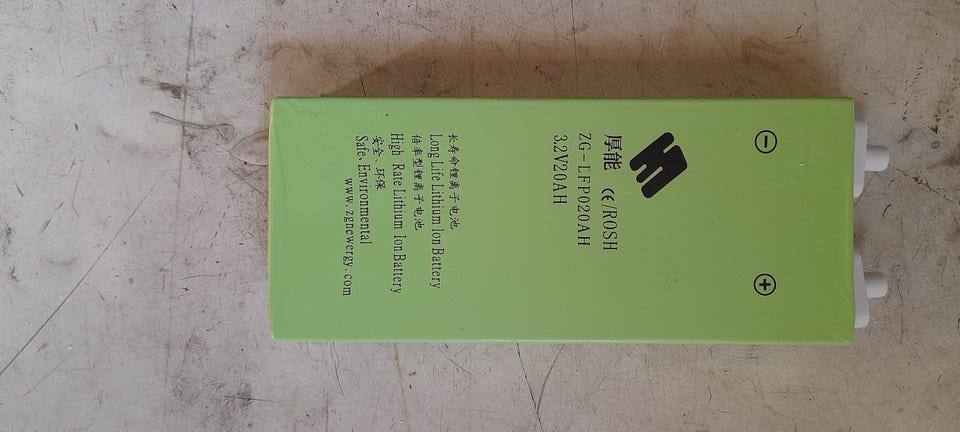 ⊖ ⊕
厚能 CE/ROSH
ZG-LFP020AH
3.2V20AH
长寿命锂离子电池
Long Life Lithium Ion Battery
倍率型锂离子电池
High Rate Lithium Ion Battery
安全、环保
Safe、Environmental
www.zgnewergy.com